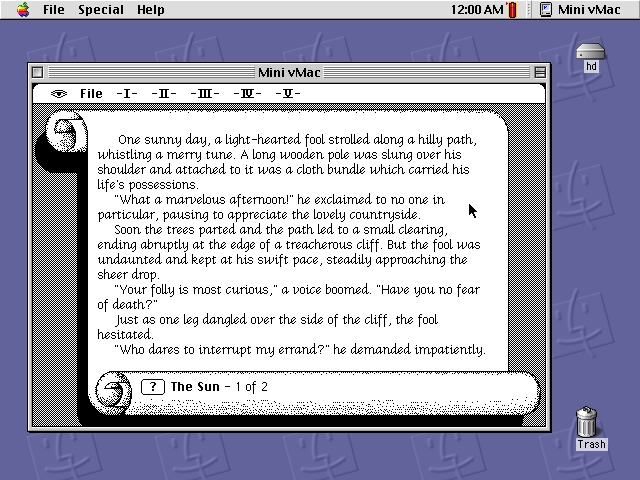 File Special Help 12:00 AM Mini vMac
hd
Mini vMac
File -I- -II- -III- -IV- -V-
One sunny day, a light-hearted fool strolled along a hilly path,
whistling a merry tune. A long wooden pole was slung over his
shoulder and attached to it was a cloth bundle which carried his
life's possessions.
"What a marvelous afternoon!" he exclaimed to no one in
particular, pausing to appreciate the lovely countryside.
Soon the trees parted and the path led to a small clearing,
ending abruptly at the edge of a treacherous cliff. But the fool was
undaunted and kept at his swift pace, steadily approaching the
sheer drop.
"Your folly is most curious," a voice boomed. "Have you no fear
of death?"
Just as one leg dangled over the side of the cliff, the fool
hesitated.
"Who dares to interrupt my errand?" he demanded impatiently.
? The Sun - 1 of 2
Trash